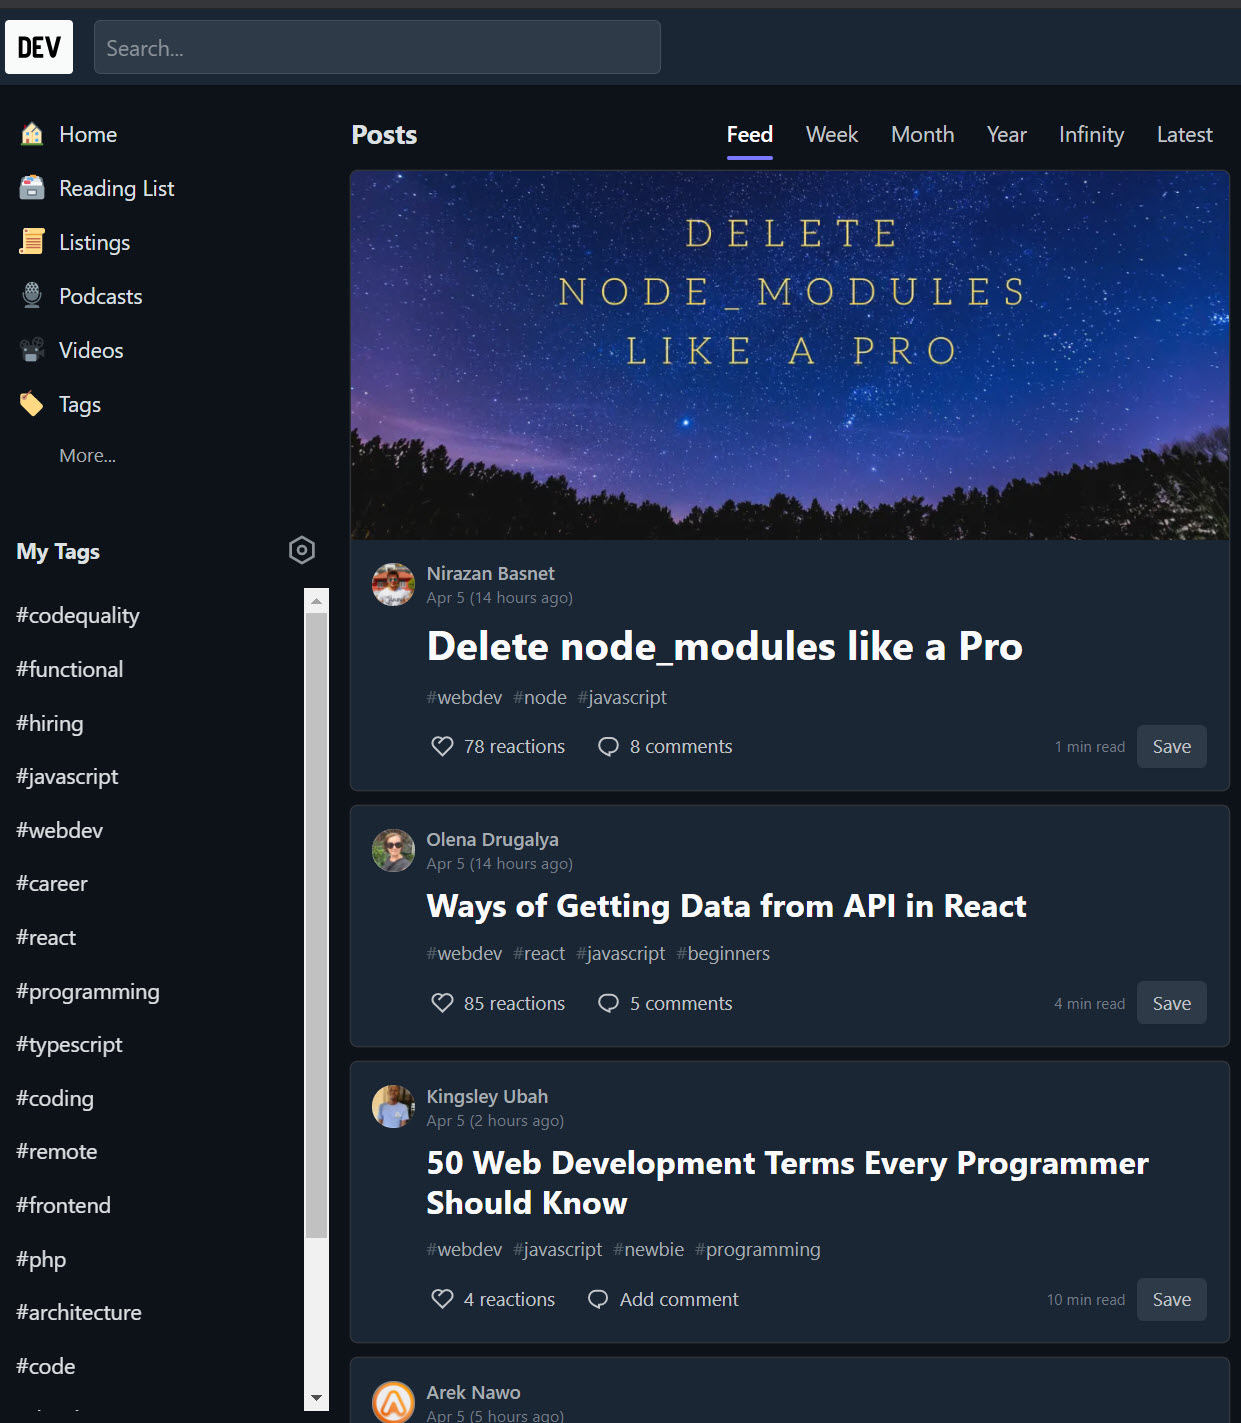 DEV
Search...
Home
Reading List
Listings
Podcasts
Videos
Tags
More...
My Tags
#codequality
#functional
#hiring
#javascript
#webdev
#career
#react
#programming
#typescript
#coding
#remote
#frontend
#php
#architecture
#code
Posts
Feed Week Month Year Infinity Latest
DELETE
NODE_MODULES
LIKE A PRO
Nirazan Basnet
Apr 5 (14 hours ago)
Delete node_modules like a Pro
#webdev #node #javascript
78 reactions 8 comments 1 min read Save
Olena Drugalya
Apr 5 (14 hours ago)
Ways of Getting Data from API in React
#webdev #react #javascript #beginners
85 reactions 5 comments 4 min read Save
Kingsley Ubah
Apr 5 (2 hours ago)
50 Web Development Terms Every Programmer
Should Know
#webdev #javascript #newbie #programming
4 reactions Add comment 10 min read Save
Arek Nawo
Apr 5 (5 hours ago)